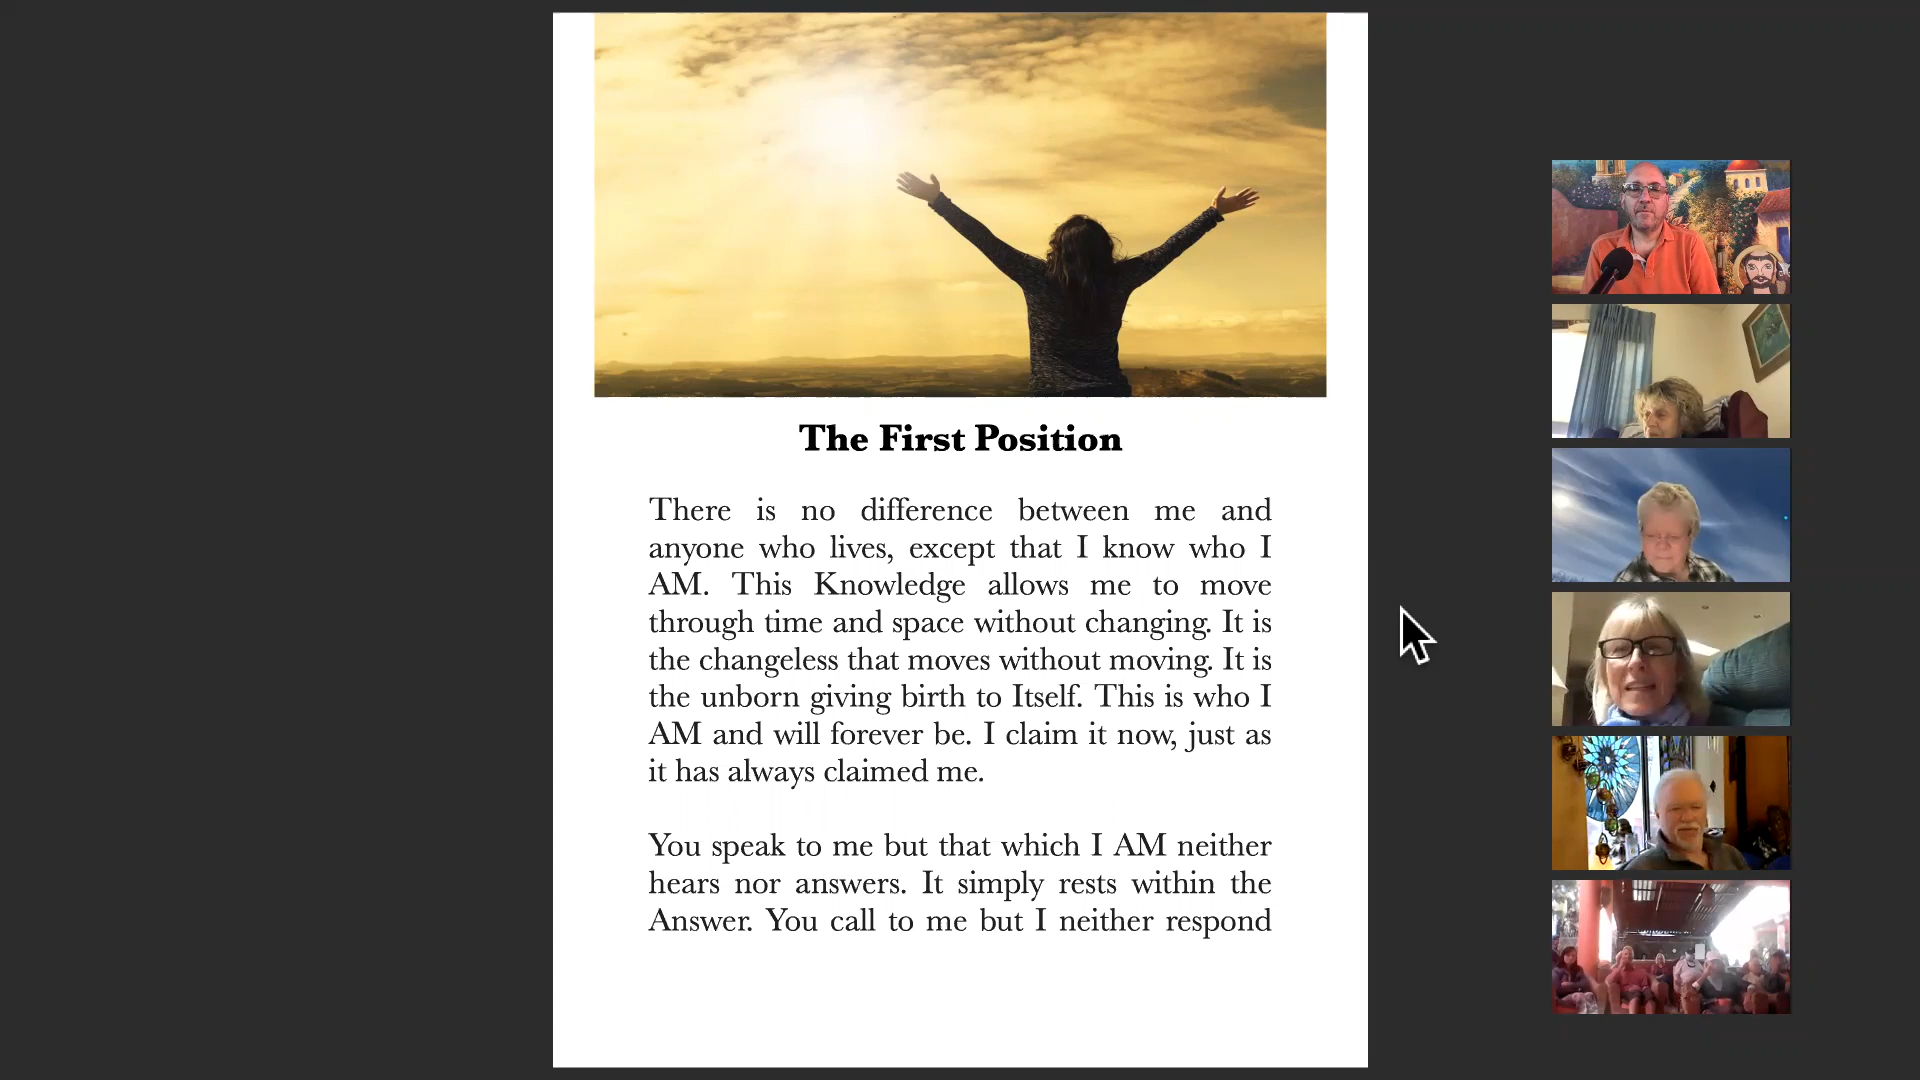 The First Position
There is no difference between me and
anyone who lives, except that I know who I
AM. This Knowledge allows me to move
through time and space without changing. It is
the changeless that moves without moving. It is
the unborn giving birth to Itself. This is who I
AM and will forever be. I claim it now, just as
it has always claimed me.
You speak to me but that which I AM neither
hears nor answers. It simply rests within the
Answer. You call to me but I neither respond